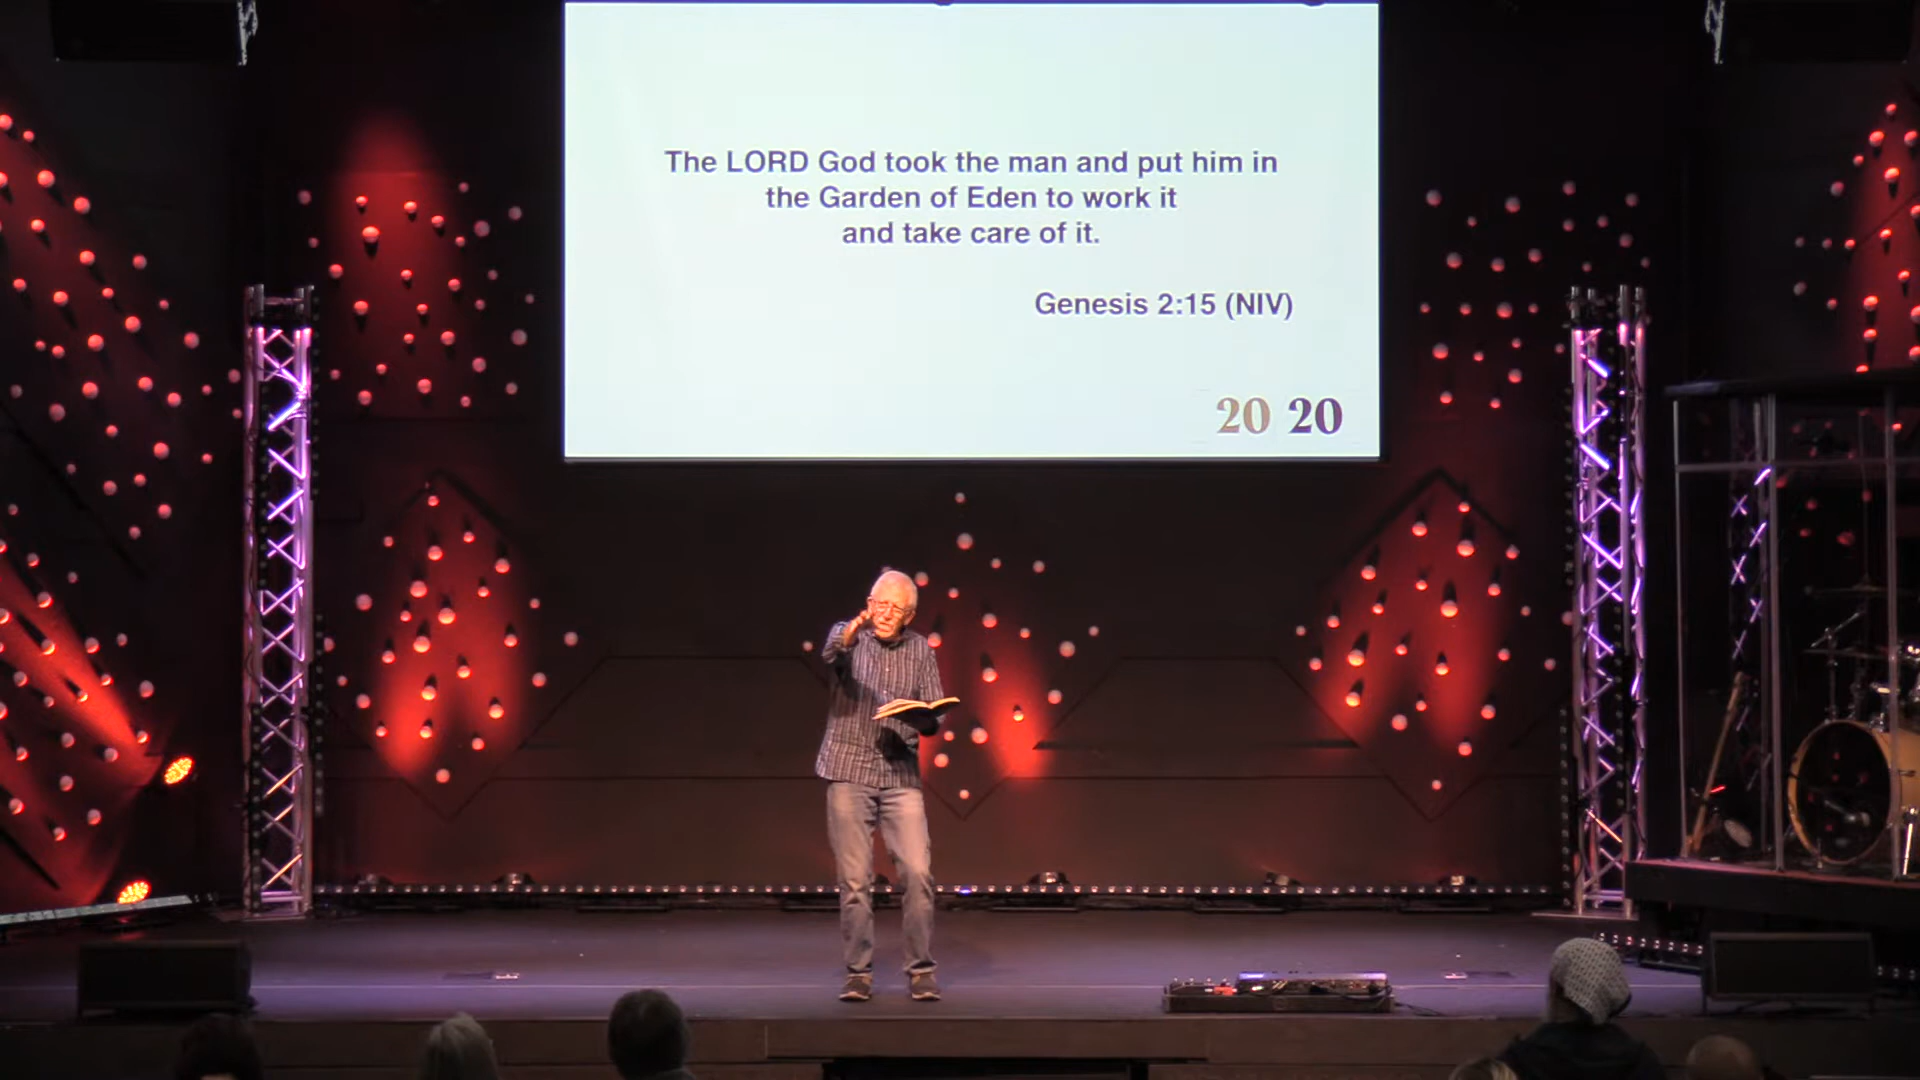 The LORD God took the man and put him in
the Garden of Eden to work it
and take care of it.
Genesis 2:15 (NIV)
20 20